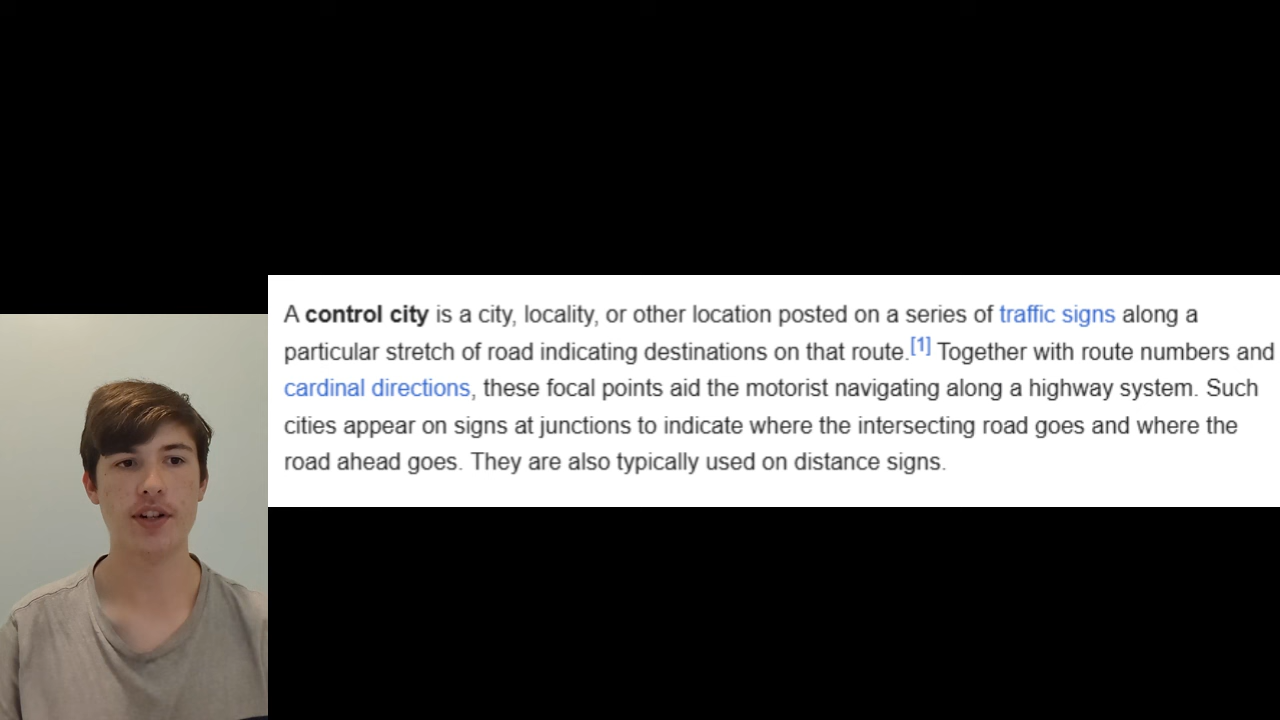 A control city is a city, locality, or other location posted on a series of traffic signs along a
particular stretch of road indicating destinations on that route.[1] Together with route numbers and
cardinal directions, these focal points aid the motorist navigating along a highway system. Such
cities appear on signs at junctions to indicate where the intersecting road goes and where the
road ahead goes. They are also typically used on distance signs.